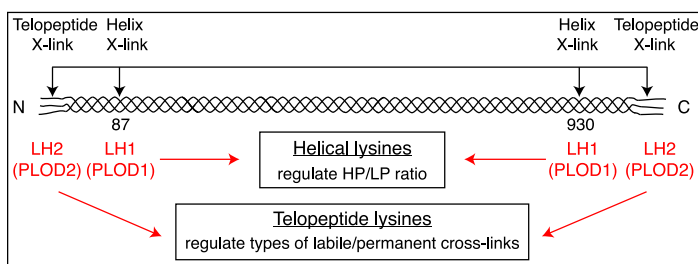 Telopeptide Helix Helix Telopeptide
X-link X-link X-link X-link
N C
87 930
LH2 LH1 Helical lysines LH1 LH2
(PLOD2) (PLOD1) regulate HP/LP ratio (PLOD1) (PLOD2)
Telopeptide lysines
regulate types of labile/permanent cross-links